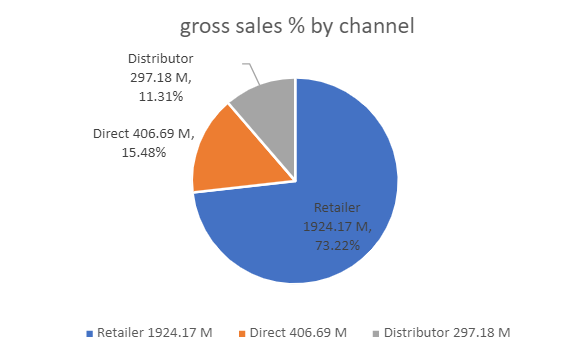 gross sales % by channel
Distributor
297.18 M,
11.31%
Direct 406.69 M,
15.48%
Retailer
1924.17 M,
73.22%
Retailer 1924.17 M Direct 406.69 M Distributor 297.18 M